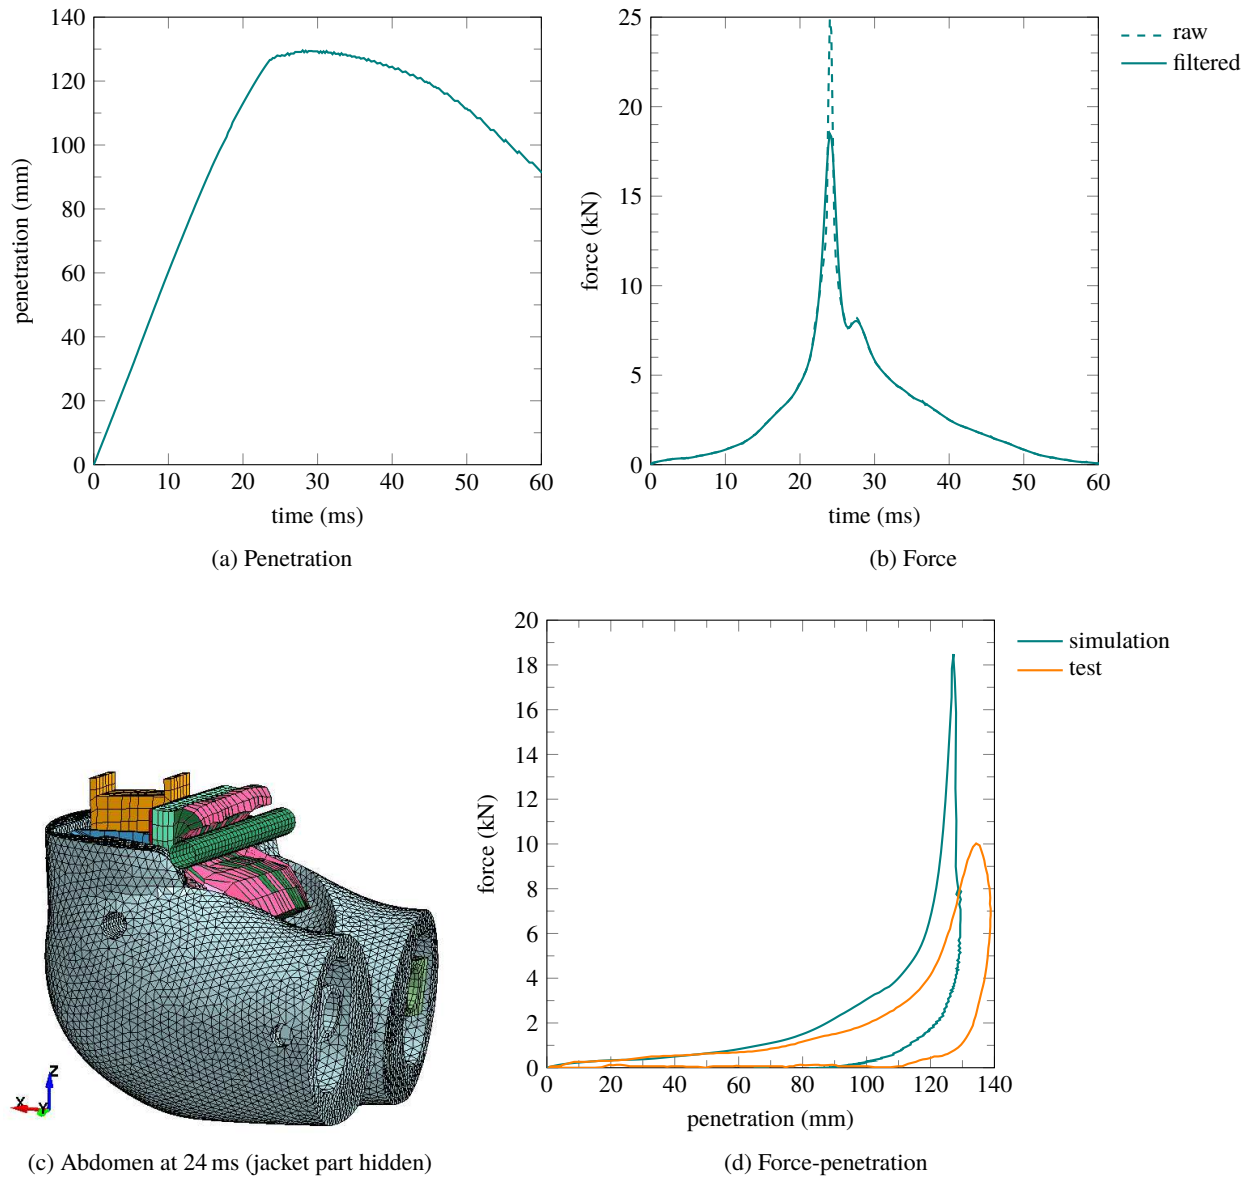 140
120
100
80
60
40
20
0
0 10 20 30 40 50 60
penetration (mm)
time (ms)
(a) Penetration
25
20
15
10
5
0
0 10 20 30 40 50 60
force (kN)
time (ms)
raw
filtered
(b) Force
Z
X
Y
(c) Abdomen at 24 ms (jacket part hidden)
20
18
16
14
12
10
8
6
4
2
0
0 20 40 60 80 100 120 140
force (kN)
penetration (mm)
simulation
test
(d) Force-penetration